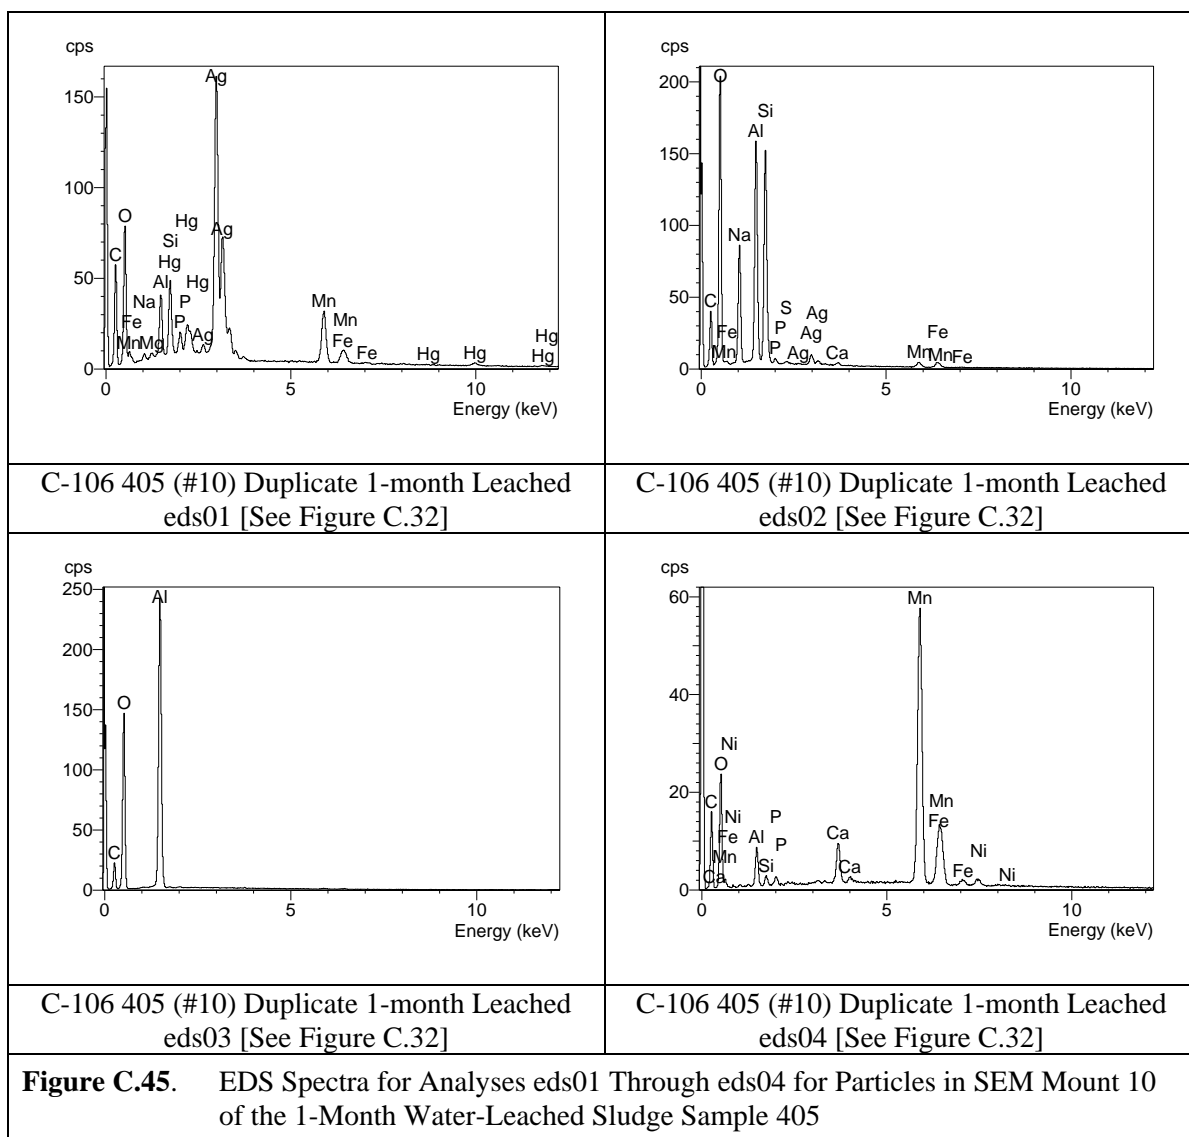 cps
150
100
50
0
Ag
Ag
O
C
Hg
Si
Hg
Al
Hg
Na
Fe
Mn
Mg
P
P
Ag
Mn
Mn
Fe
Fe
Hg
Hg
Hg
Hg
0 5 10
Energy (keV)
C-106 405 (#10) Duplicate 1-month Leached
eds01 [See Figure C.32]
cps
200
150
100
50
0
O
Si
Al
Na
C
Fe
Mn
S
P
P
Ag
Ag
Ag
Ca
Fe
Mn
Mn
Fe
0 5 10
Energy (keV)
C-106 405 (#10) Duplicate 1-month Leached
eds02 [See Figure C.32]
cps
250
200
150
100
50
0
Al
O
C
0 5 10
Energy (keV)
C-106 405 (#10) Duplicate 1-month Leached
eds03 [See Figure C.32]
cps
60
40
20
0
Mn
Ni
O
C
Ni
Fe
Mn
Ca
Al
Si
P
P
Ca
Ca
Mn
Fe
Fe
Ni
Ni
0 5 10
Energy (keV)
C-106 405 (#10) Duplicate 1-month Leached
eds04 [See Figure C.32]
Figure C.45. EDS Spectra for Analyses eds01 Through eds04 for Particles in SEM Mount 10
of the 1-Month Water-Leached Sludge Sample 405